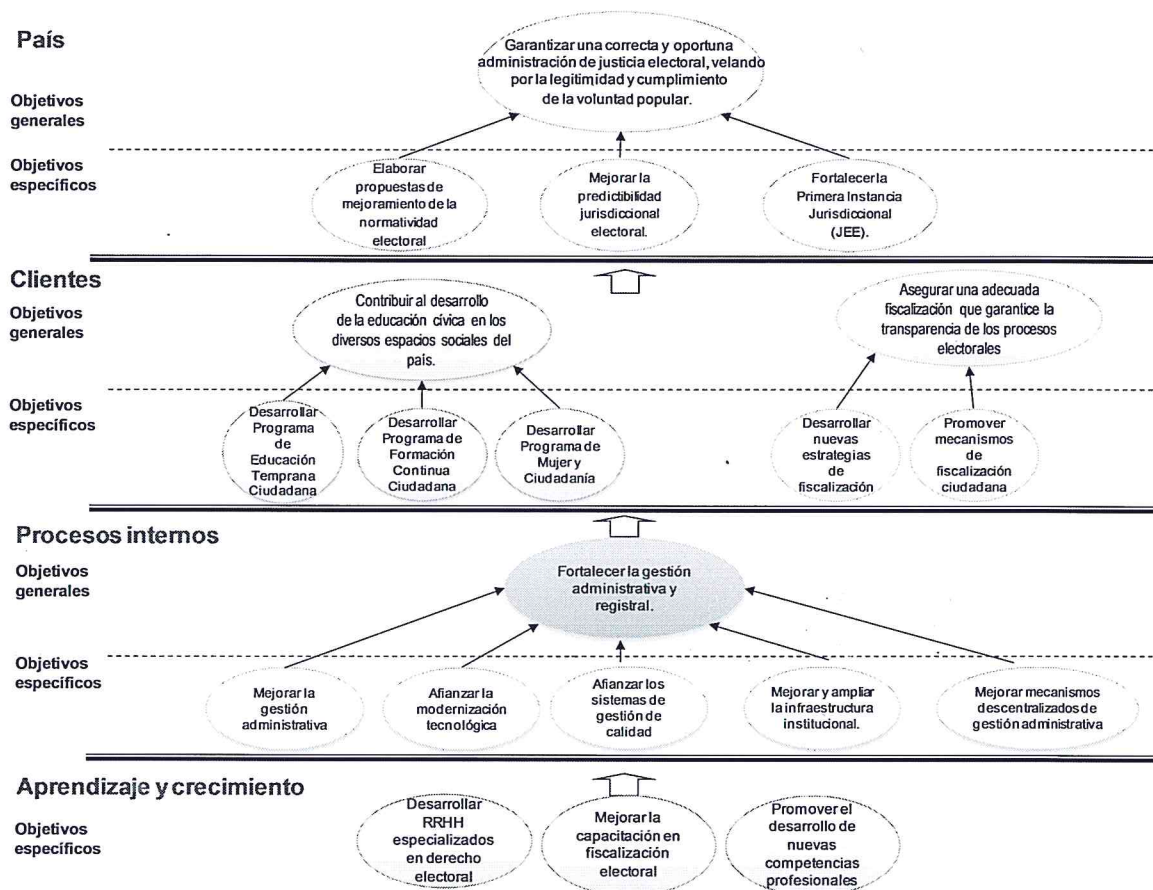 País
Garantizar una correcta y oportuna
administración de justicia electoral, velando
por la legitimidad y cumplimiento
de la voluntad popular.
Objetivos
generales
Objetivos
específicos
Elaborar
propuestas de
mejoramiento de la
normatividad
electoral
Mejorar la
predictibilidad
jurisdiccional
electoral.
Fortalecer la
Primera Instancia
Jurisdiccional
(JEE).
Clientes
Objetivos
generales
Contribuir al desarrollo
de la educación cívica en los
diversos espacios sociales del
país.
Asegurar una adecuada
fiscalización que garantice la
transparencia de los procesos
electorales
Objetivos
específicos
Desarrollar
Programa
de
Educación
Temprana
Ciudadana
Desarrollar
Programa de
Formación
Continua
Ciudadana
Desarrollar
Programa de
Mujer y
Ciudadanía
Desarrollar
nuevas
estrategias
de
fiscalización
Promover
mecanismos
de
fiscalización
ciudadana
Procesos internos
Objetivos
generales
Fortalecer la gestión
administrativa y
registral.
Objetivos
específicos
Mejorar la
gestión
administrativa
Afianzar la
modernización
tecnológica
Afianzar los
sistemas de
gestión de
calidad
Mejorar y ampliar
la infraestructura
institucional.
Mejorar mecanismos
descentralizados de
gestión administrativa
Aprendizaje y crecimiento
Objetivos
específicos
Desarrollar
RRHH
especializados
en derecho
electoral
Mejorar la
capacitación en
fiscalización
electoral
Promover el
desarrollo de
nuevas
competencias
profesionales